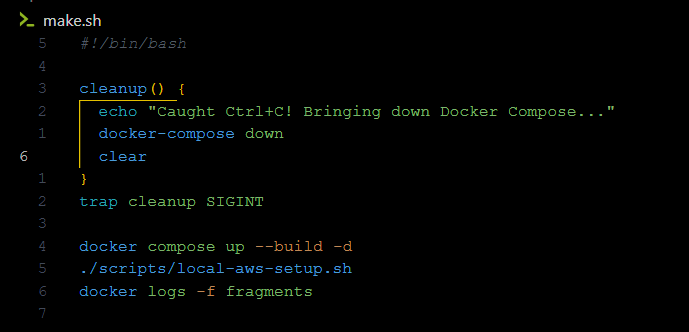 make.sh
5 #!/bin/bash
4
3 cleanup() {
2 echo "Caught Ctrl+C! Bringing down Docker Compose..."
1 docker-compose down
6 clear
1 }
2 trap cleanup SIGINT
3
4 docker compose up --build -d
5 ./scripts/local-aws-setup.sh
6 docker logs -f fragments
7